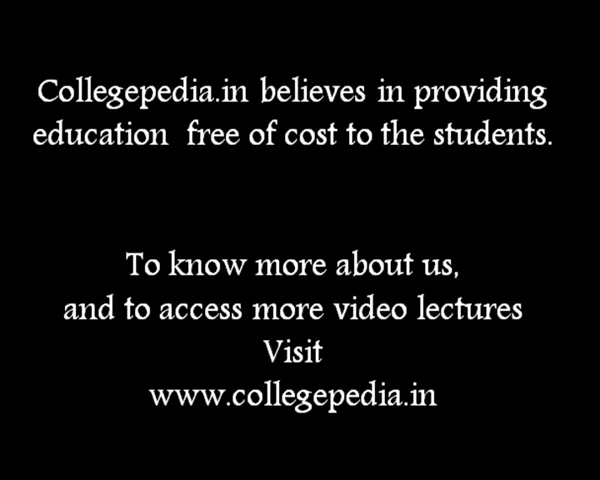 Collegepedia.in believes in providing
education free of cost to the students.
To know more about us,
and to access more video lectures
Visit
www.collegepedia.in